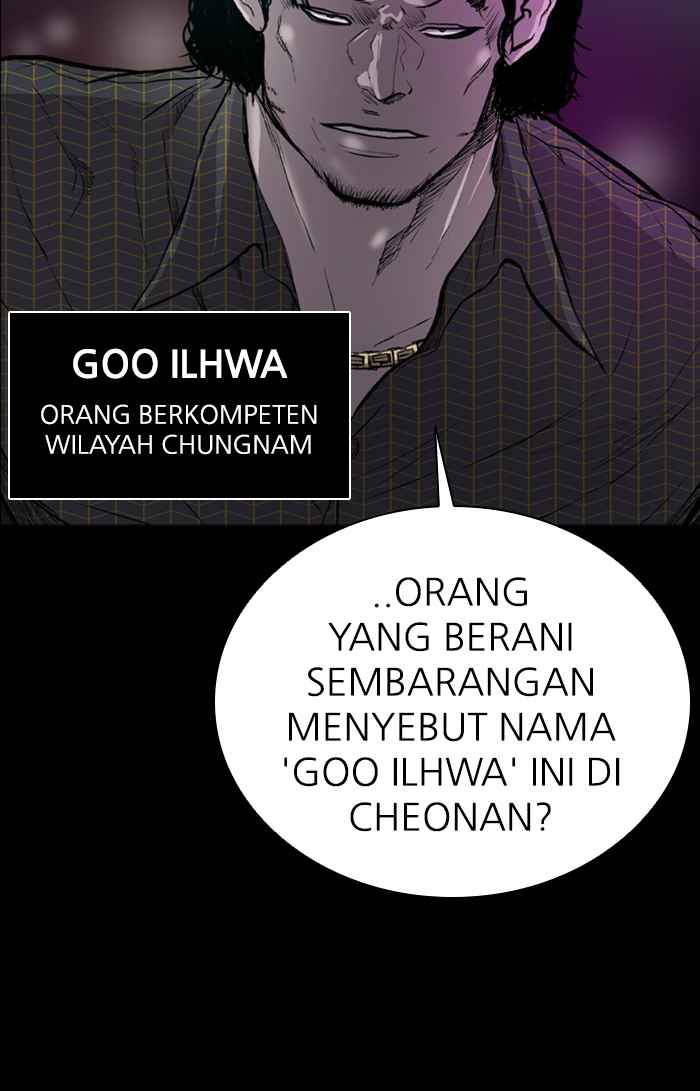 GOO ILHWA
ORANG BERKOMPETEN
WILAYAH CHUNGNAM
..ORANG
YANG BERANI
SEMBARANGAN
MENYEBUT NAMA
'GOO ILHWA' INI DI
CHEONAN?